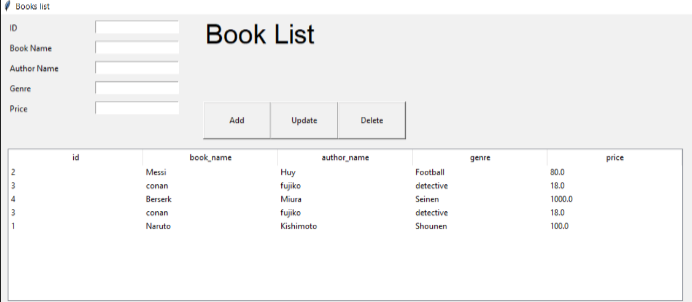 Books list
ID
Book List
Book Name
Author Name
Genre
Price
Add Update Delete
id book_name author_name genre price
2 Messi Huy Football 80.0
3 conan fujiko detective 18.0
4 Berserk Miura Seinen 1000.0
3 conan fujiko detective 18.0
1 Naruto Kishimoto Shounen 100.0